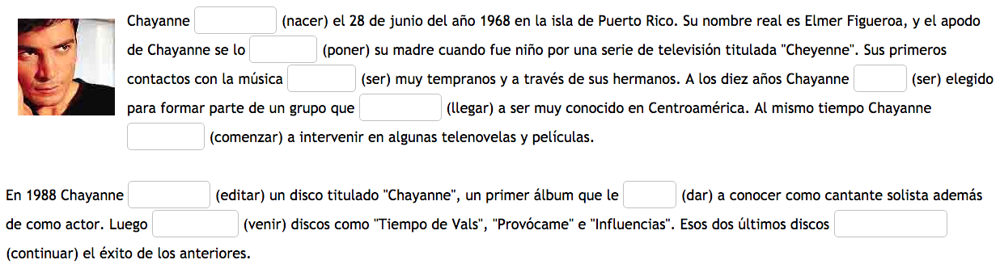 Chayanne (nacer) el 28 de junio del año 1968 en la isla de Puerto Rico. Su nombre real es Elmer Figueroa, y el apodo
de Chayanne se lo (poner) su madre cuando fue niño por una serie de televisión titulada "Cheyenne". Sus primeros
contactos con la música (ser) muy tempranos y a través de sus hermanos. A los diez años Chayanne (ser) elegido
para formar parte de un grupo que (llegar) a ser muy conocido en Centroamérica. Al mismo tiempo Chayanne
(comenzar) a intervenir en algunas telenovelas y películas.
En 1988 Chayanne (editar) un disco titulado "Chayanne", un primer álbum que le (dar) a conocer como cantante solista además
de como actor. Luego (venir) discos como "Tiempo de Vals", "Provócame" e "Influencias". Esos dos últimos discos
(continuar) el éxito de los anteriores.